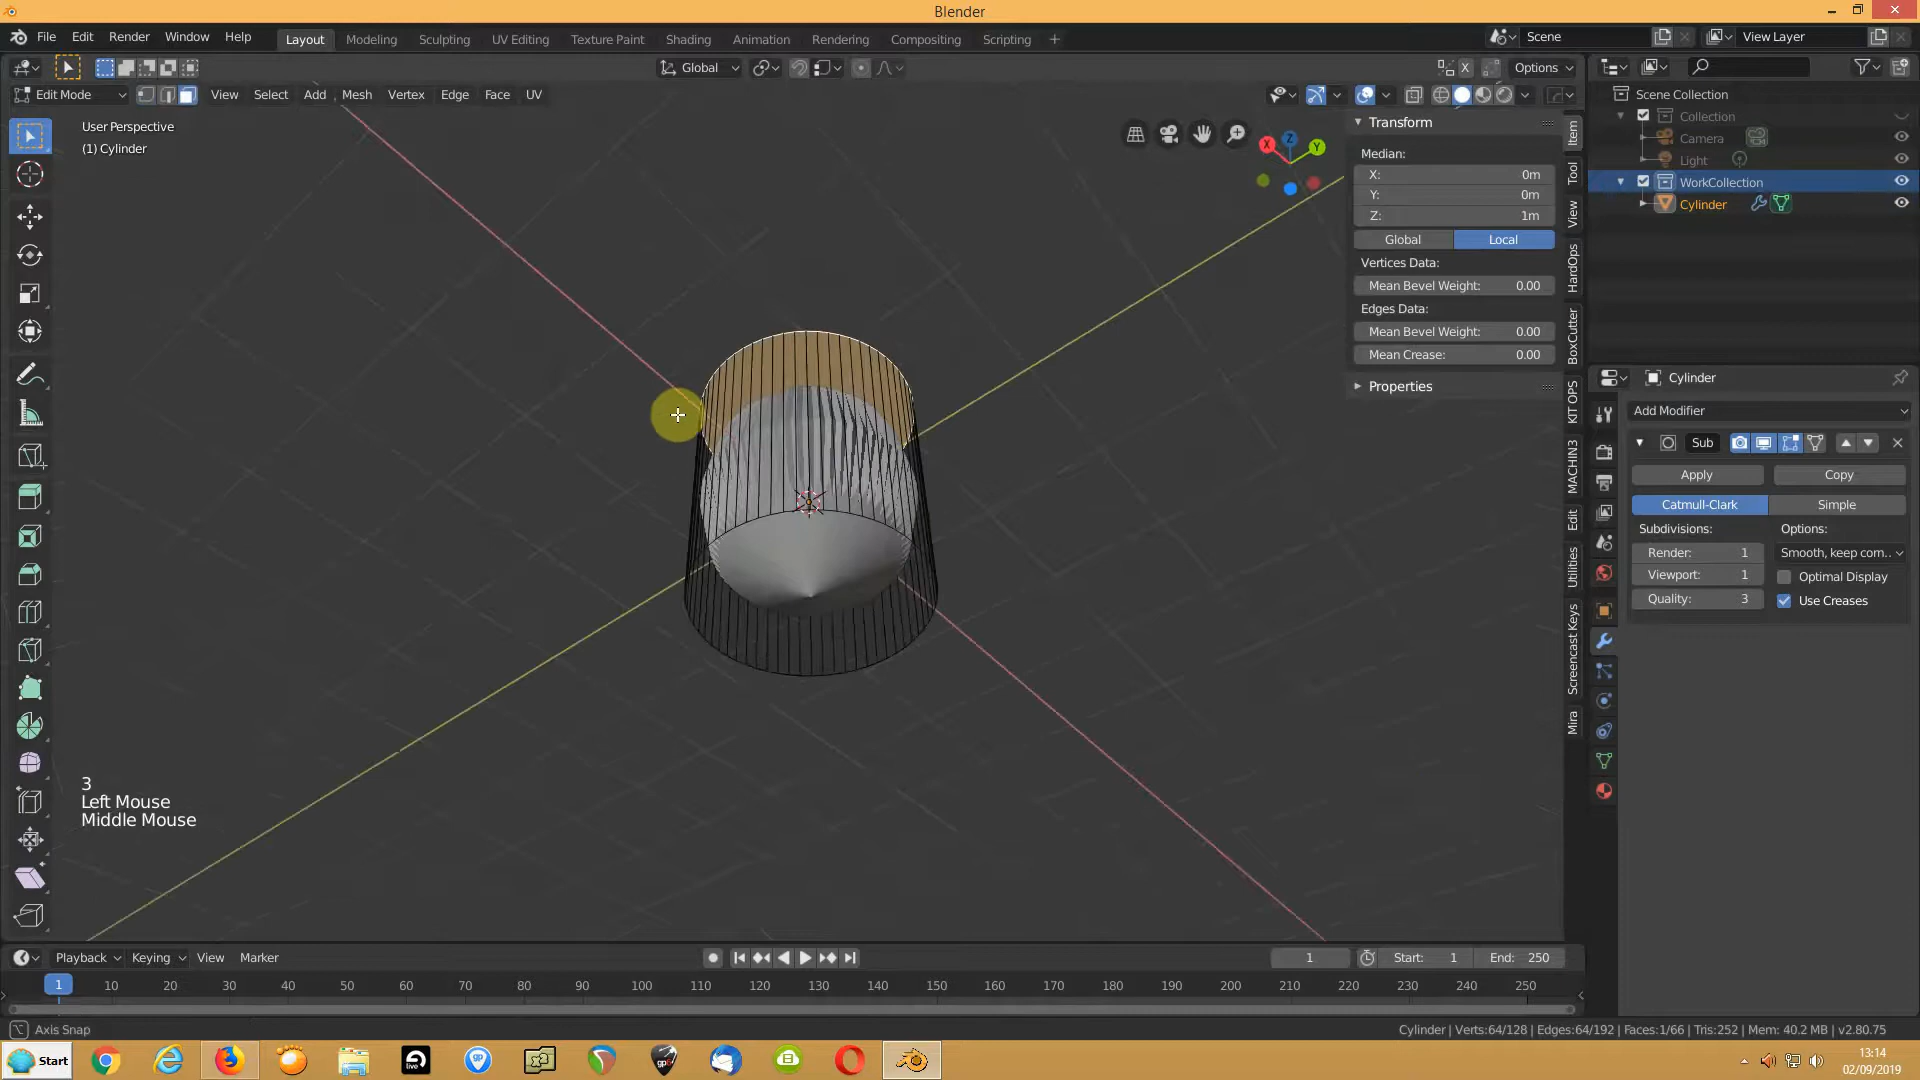 Blender
File Edit Render Window Help Layout Modeling Sculpting UV Editing Texture Paint Shading Animation Rendering Compositing Scripting Scene View Layer
Global X Options
Edit Mode View Select Add Mesh Vertex Edge Face UV
User Perspective
(1) Cylinder
X Y Z
Transform
Median:
X: 0m
Y: 0m
Z: 1m
Global Local
Vertices Data:
Mean Bevel Weight: 0.00
Edges Data:
Mean Bevel Weight: 0.00
Mean Crease: 0.00
Properties
Item
Tool
View
HardOps
BoxCutter
KIT OPS
MACHIN3
Edit
Utilities
Screencast Keys
Mira
Scene Collection
Collection
Camera
Light
WorkCollection
Cylinder
Cylinder
Add Modifier
Sub
Apply Copy
Catmull-Clark Simple
Subdivisions: Options:
Render: 1 Smooth, keep corn..
Viewport: 1 Optimal Display
Quality: 3 Use Creases
3
Left Mouse
Middle Mouse
Playback Keying View Marker 1 Start: 1 End: 250
1 10 20 30 40 50 60 70 80 90 100 110 120 130 140 150 160 170 180 190 200 210 220 230 240 250
Axis Snap Cylinder | Verts:64/128 | Edges:64/192 | Faces:1/66 | Tris:252 | Mem: 40.2 MB | v2.80.75
Start live gp gp6
13:14
02/09/2019